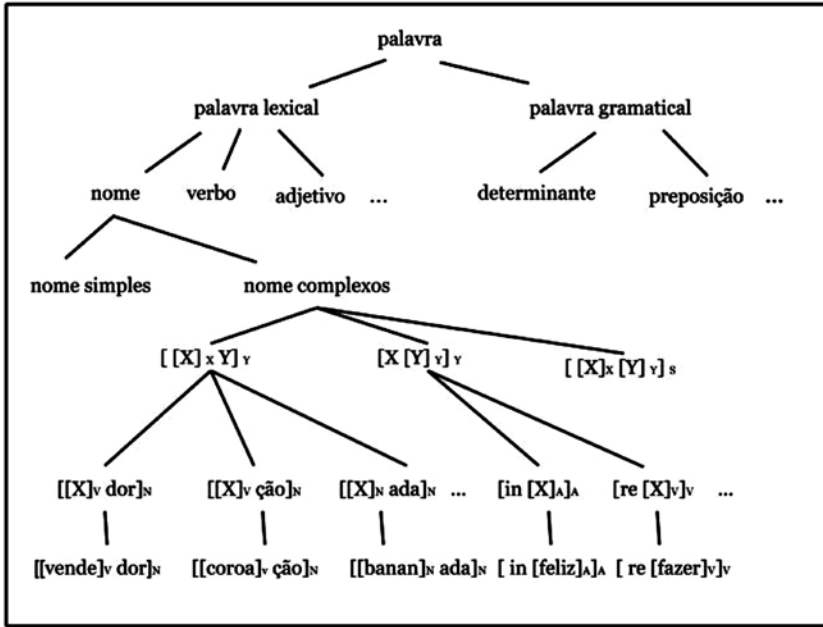 palavra
palavra lexical palavra gramatical
nome verbo adjetivo ... determinante preposição ...
nome simples nome complexos
[ [X] x Y] Y [X [Y] Y] Y [ [X]x [Y] Y] s
[[X]v dor]N [[X]v ção]N [[X]N ada]N ... [in [X]A]A [re [X]v]v ...
[[vende]v dor]N [[coroa]v ção]N [[banan]N ada]N [ in [feliz]A]A [ re [fazer]v]v